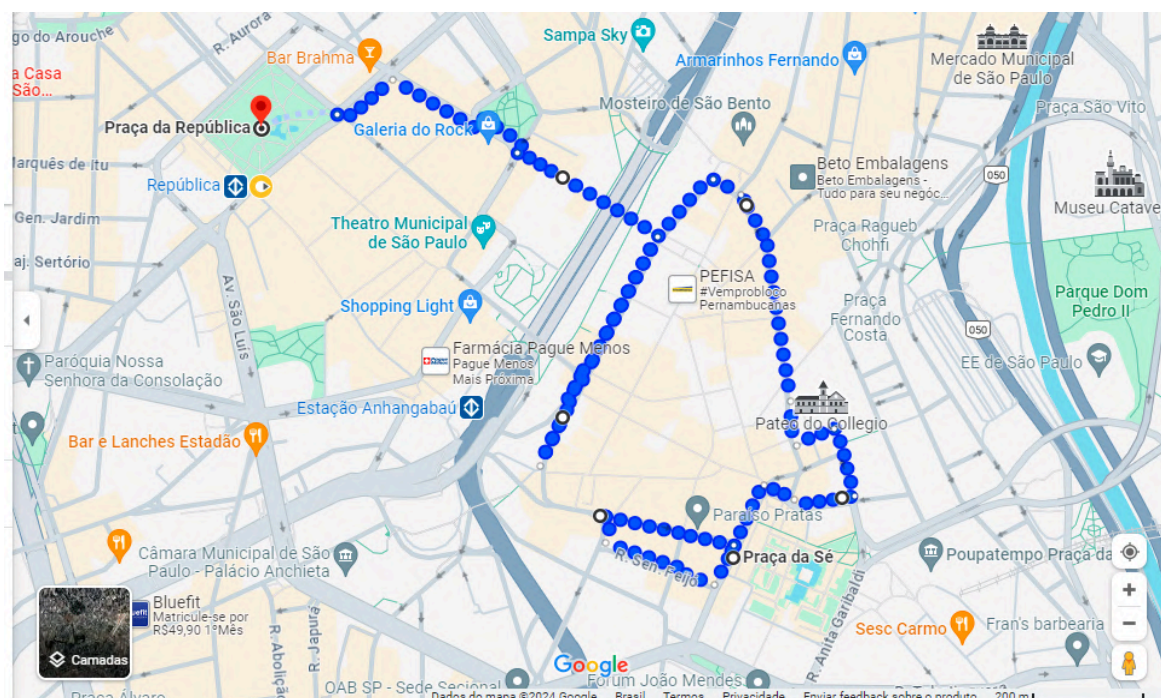 go do Arouche
R. Aurora
Sampa Sky
Bar Brahma
Armarinhos Fernando
Mercado Municipal
de São Paulo
a Casa
São...
Mosteiro de São Bento
Praça São Vito
Praça da República
Galeria do Rock
Marquês de Itu
República
Beto Embalagens
Beto Embalagens -
Tudo para seu negóc...
050
Museu Catave
Gen. Jardim
Theatro Municipal
de São Paulo
Praça Ragueb
Chohfi
aj. Sertório
PEFISA
#Vemprobloco
Pernambucanas
Av. São Luís
Shopping Light
Praça
Fernando
Costa
Parque Dom
Pedro II
050
Farmácia Pague Menos
Pague Menos
Mais Próxima
Paróquia Nossa
Senhora da Consolação
EE de São Paulo
Estação Anhangabaú
Pateo do Collegio
Bar e Lanches Estadão
Paraíso Pratas
Câmara Municipal de São
Paulo - Palácio Anchieta
R. Sen. Feijó
Praça da Sé
Poupatempo Praça da
Bluefit
Matricule-se por
R$49,90 1ºMês
R. Japurá
R. Abolição
R. Anita Garibaldi
Sesc Carmo
Fran's barbearia
Camadas
Google
OAB SP - Sede Seccional
Fórum João Mendes
Praça Álvaro
Dados do mapa ©2024 Google
Brasil
Termos
Privacidade
Enviar feedback sobre o produto
200 m